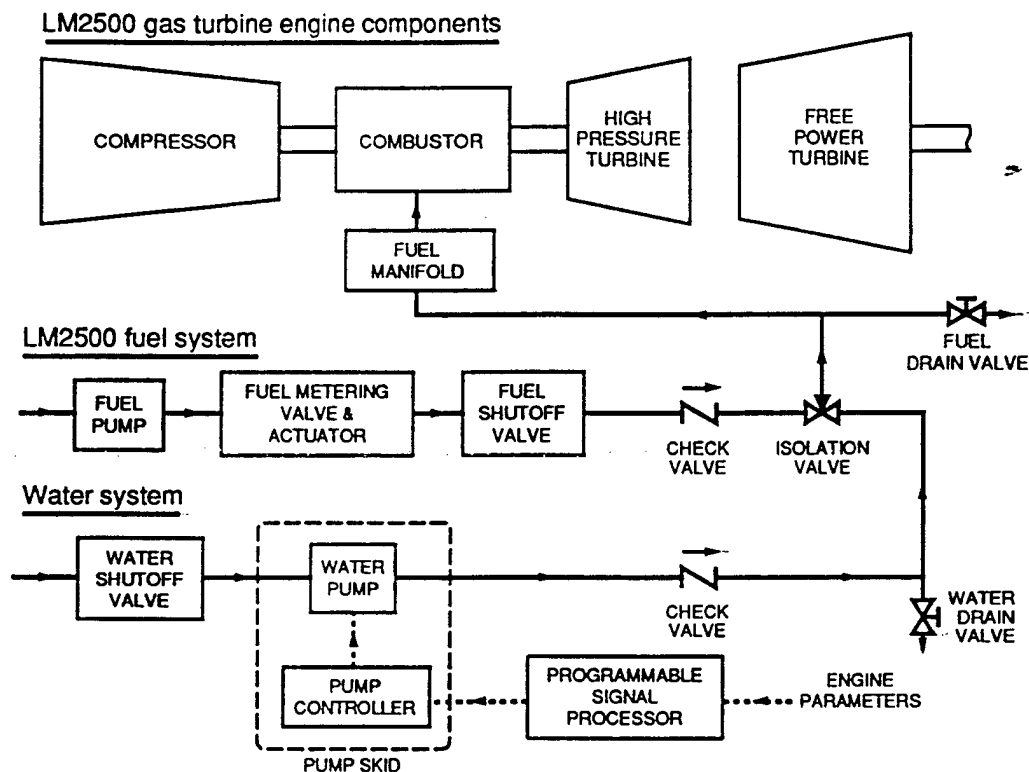 LM2500 gas turbine engine components
COMPRESSOR
COMBUSTOR
HIGH
PRESSURE
TURBINE
FREE
POWER
TURBINE
FUEL
MANIFOLD
LM2500 fuel system
FUEL
DRAIN VALVE
FUEL
PUMP
FUEL METERING
VALVE &
ACTUATOR
FUEL
SHUTOFF
VALVE
CHECK
VALVE
ISOLATION
VALVE
Water system
WATER
SHUTOFF
VALVE
WATER
PUMP
CHECK
VALVE
WATER
DRAIN
VALVE
PUMP
CONTROLLER
PROGRAMMABLE
SIGNAL
PROCESSOR
ENGINE
PARAMETERS
PUMP SKID